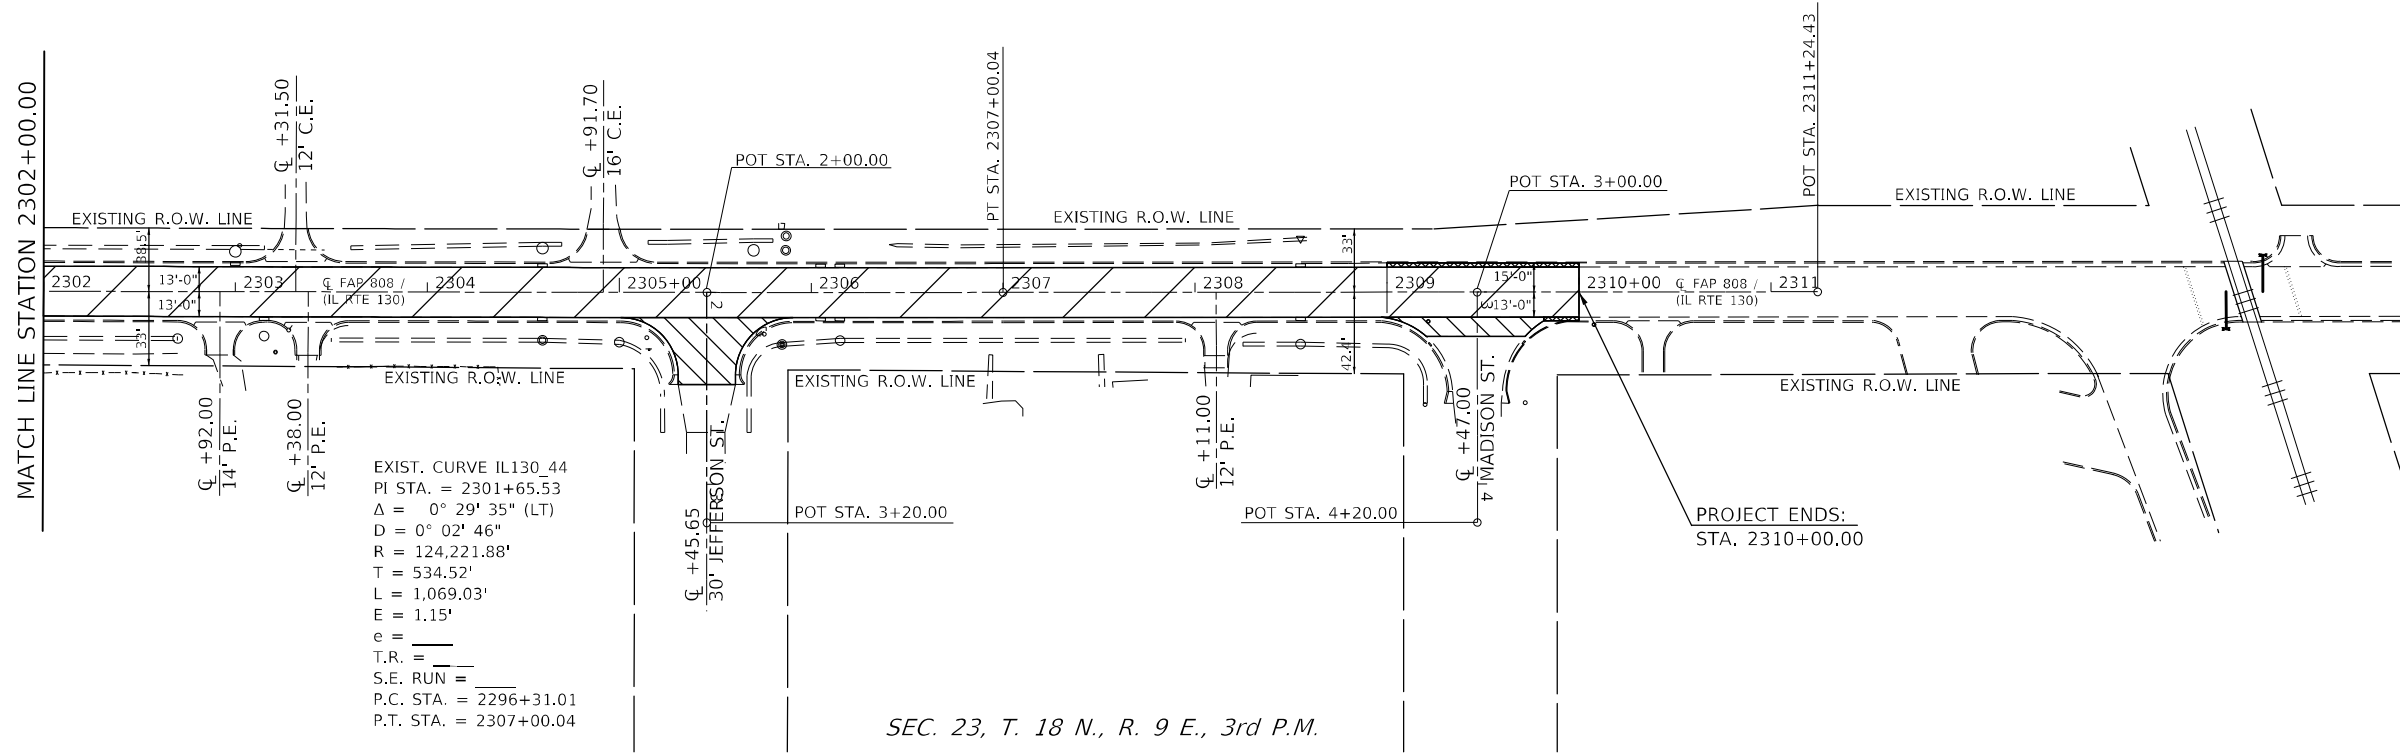 MATCH LINE STATION 2302+00.00
EXISTING R.O.W. LINE
℄ +31.50
12' C.E.
℄ +91.70
16' C.E.
POT STA. 2+00.00
PT STA. 2307+00.04
EXISTING R.O.W. LINE
POT STA. 3+00.00
POT STA. 2311+24.43
EXISTING R.O.W. LINE
38.5'
33'
2302
13'-0"
2303
℄ FAP 808 /
(IL RTE 130)
2304
2305+00
2306
2307
2308
2309
15'-0"
2310+00
℄ FAP 808 /
(IL RTE 130)
2311
13'-0"
2
3
13'-0"
33'
EXISTING R.O.W. LINE
EXISTING R.O.W. LINE
EXISTING R.O.W. LINE
℄ +92.00
14' P.E.
℄ +38.00
12' P.E.
℄ +45.65
30' JEFFERSON ST.
℄ +11.00
12' P.E.
℄ +47.00
MADISON ST.
4
EXIST. CURVE IL130_44
PI STA. = 2301+65.53
Δ = 0° 29' 35" (LT)
D = 0° 02' 46"
R = 124,221.88'
T = 534.52'
L = 1,069.03'
E = 1.15'
e = ____
T.R. = ____
S.E. RUN = ____
P.C. STA. = 2296+31.01
P.T. STA. = 2307+00.04
POT STA. 3+20.00
POT STA. 4+20.00
PROJECT ENDS:
STA. 2310+00.00
SEC. 23, T. 18 N., R. 9 E., 3rd P.M.